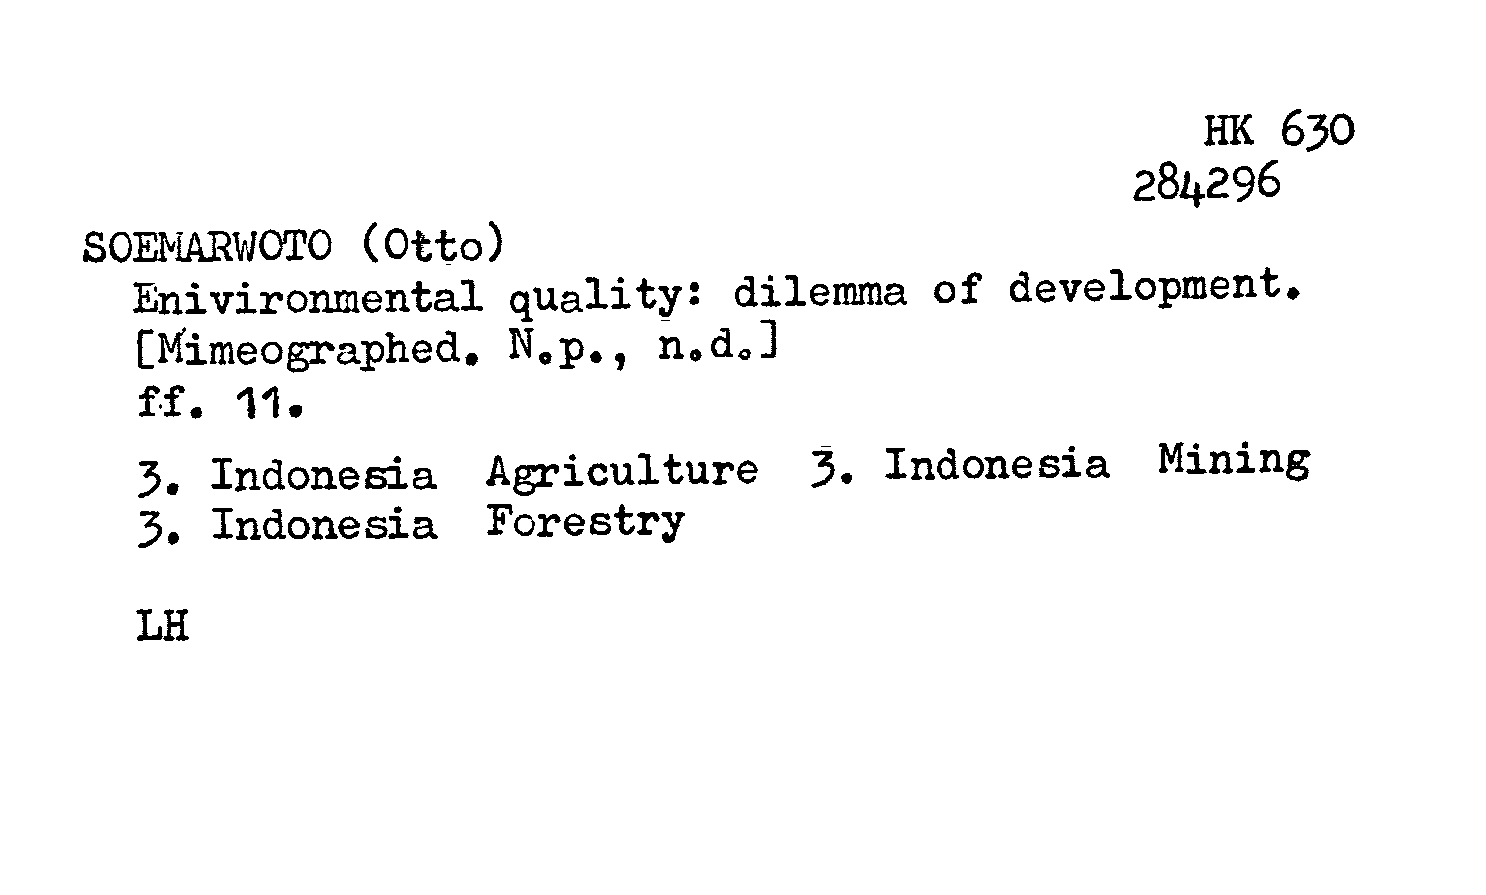 HK 630
284296
SOEMARWOTO (Otto)
Enivironmental quality: dilemma of development.
[Mimeographed. N.p., n.d.]
ff. 11.
3. Indonesia Agriculture 3. Indonesia Mining
3. Indonesia Forestry
LH